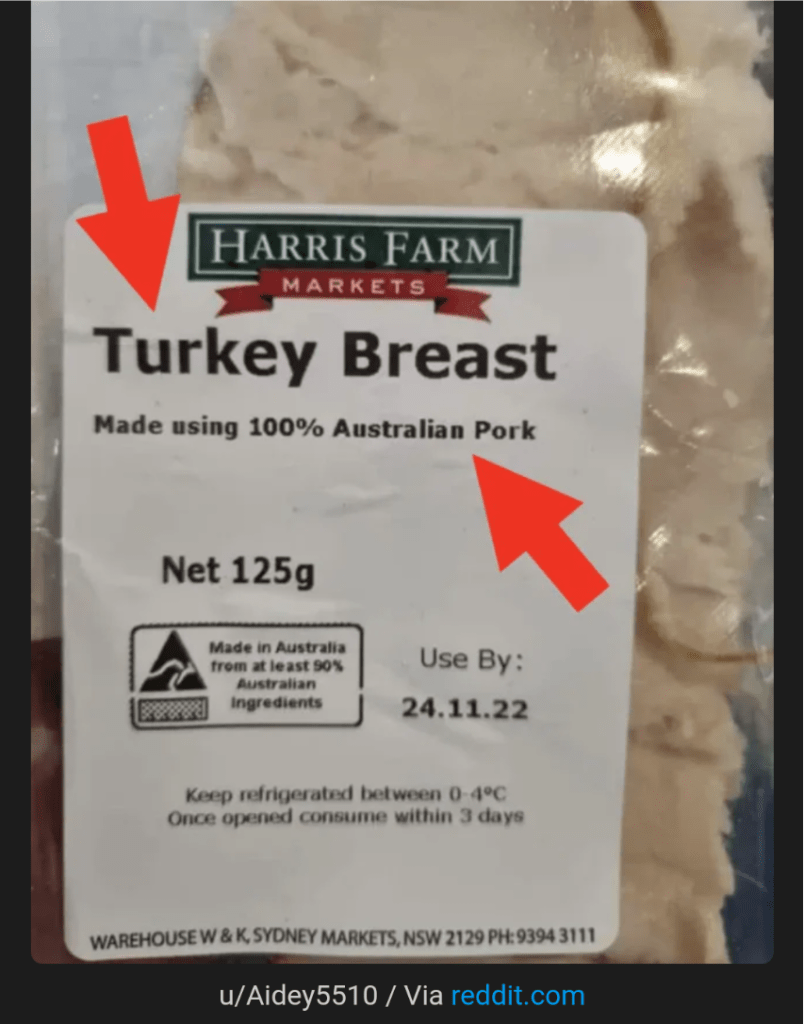 HARRIS FARM
MARKETS
Turkey Breast
Made using 100% Australian Pork
Net 125g
Made in Australia
from at least 90%
Australian
Ingredients
Use By:
24.11.22
Keep refrigerated between 0-4°C
Once opened consume within 3 days
WAREHOUSE W & K, SYDNEY MARKETS, NSW 2129 PH: 9394 3111
u/Aidey5510 / Via reddit.com